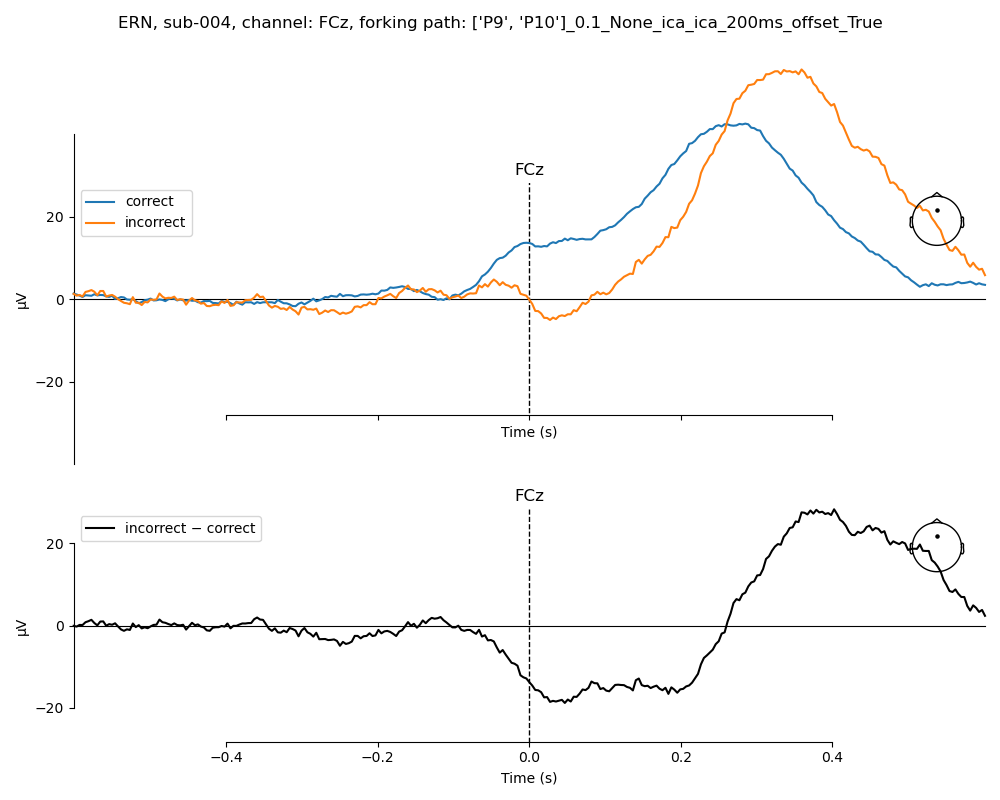 ERN, sub-004, channel: FCz, forking path: ['P9', 'P10']_0.1_None_ica_ica_200ms_offset_True
FCz
correct
incorrect
20
0
−20
µV
Time (s)
FCz
incorrect − correct
20
0
−20
µV
−0.4
−0.2
0.0
0.2
0.4
Time (s)